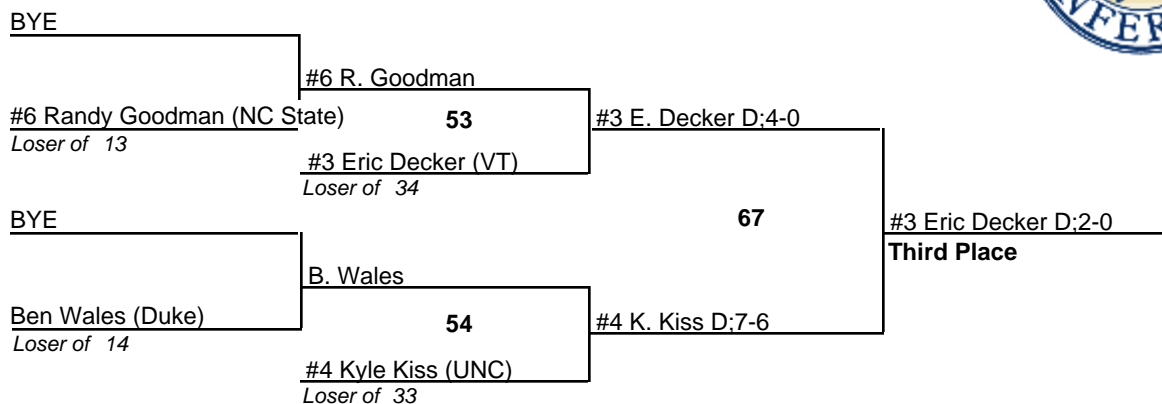 BYE
#6 R. Goodman
#6 Randy Goodman (NC State)
Loser of 13
53
#3 E. Decker D;4-0
#3 Eric Decker (VT)
Loser of 34
BYE
67
#3 Eric Decker D;2-0
Third Place
B. Wales
Ben Wales (Duke)
Loser of 14
54
#4 K. Kiss D;7-6
#4 Kyle Kiss (UNC)
Loser of 33